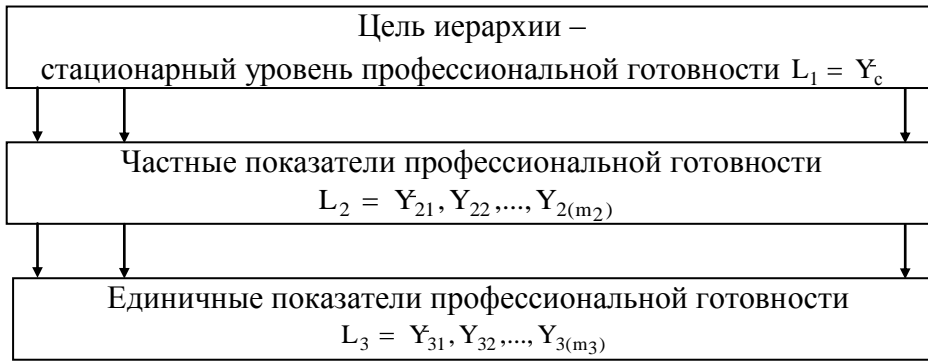 Цель иерархии –
стационарный уровень профессиональной готовности L₁ = Y_c
Частные показатели профессиональной готовности
L₂ = Y₂₁, Y₂₂,..., Y₂₍ₘ₂₎
Единичные показатели профессиональной готовности
L₃ = Y₃₁, Y₃₂,..., Y₃₍ₘ₃₎